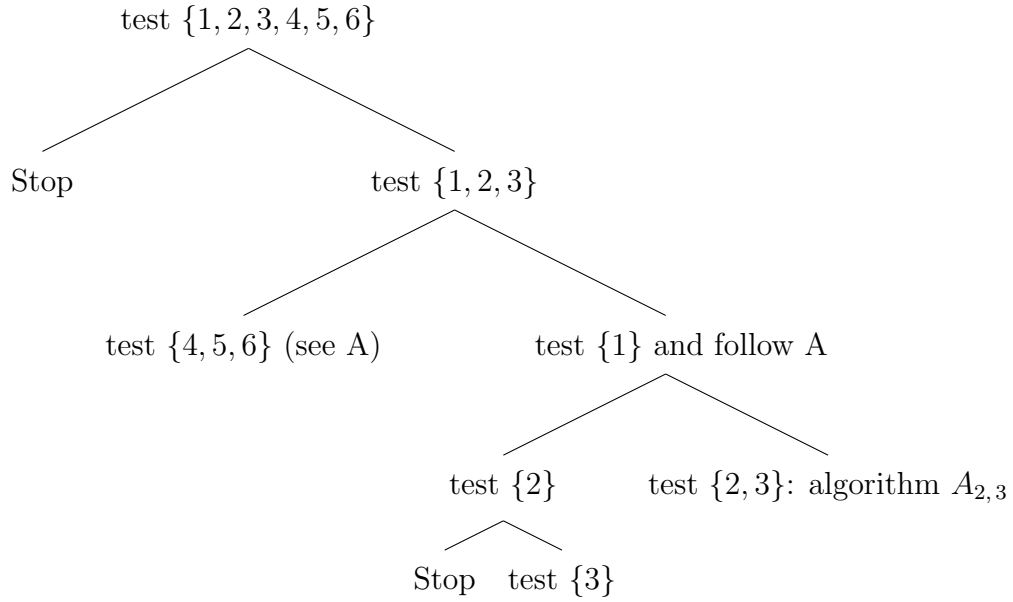 test {1, 2, 3, 4, 5, 6}
Stop
test {1, 2, 3}
test {4, 5, 6} (see A)
test {1} and follow A
test {2}
test {2, 3}: algorithm A_{2,3}
Stop
test {3}